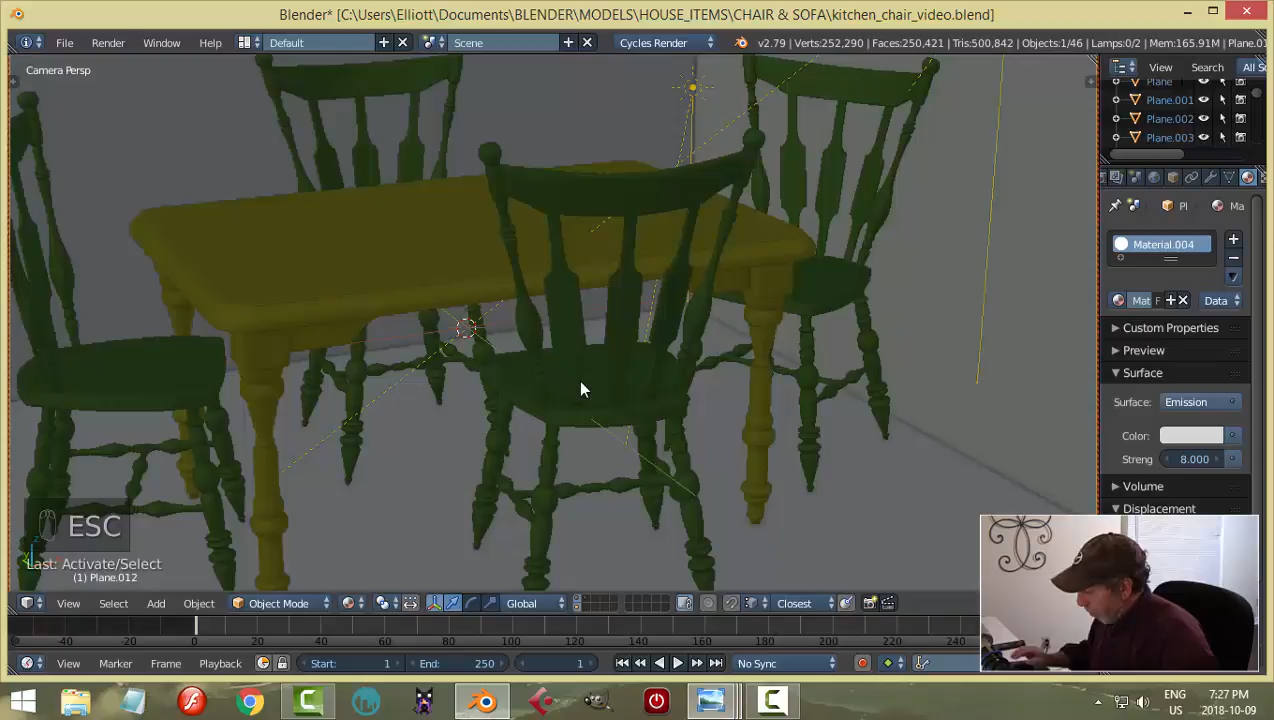 Blender* [C:\Users\Elliott\Documents\BLENDER\MODELS\HOUSE_ITEMS\CHAIR & SOFA\kitchen_chair_video.blend]
File Render Window Help Default Scene Cycles Render v2.79 | Verts:252,290 | Faces:250,421 | Tris:500,842 | Objects:1/46 | Lamps:0/2 | Mem:165.91M | Plane.01
Camera Persp
View Search All Sc
Plane
Plane.001
Plane.002
Plane.003
Pl Ma
Material.004
Mat F Data
Custom Properties
Preview
Surface
Surface: Emission
Color:
Streng 8.000
Volume
Displacement
ESC
Last: Activate/Select
(1) Plane.012
View Select Add Object Object Mode Global Closest
-40 -20 0 20 40 60 80 100 120 140 160 180 200 220 240
View Marker Frame Playback Start: 1 End: 250 1 No Sync
ENG 7:27 PM
US 2018-10-09